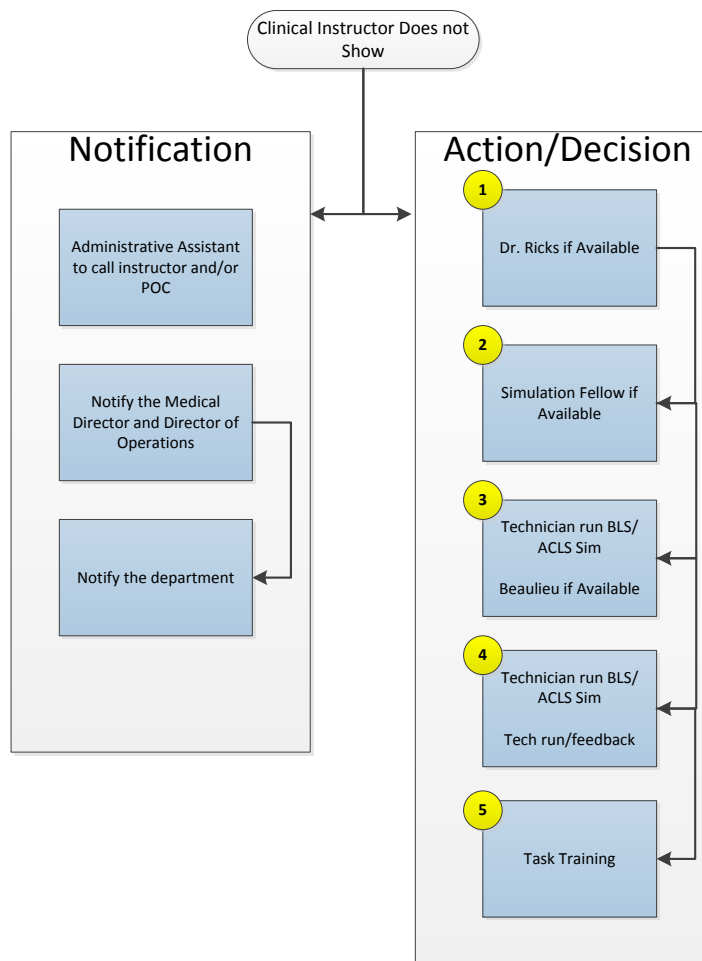 Clinical Instructor Does not
Show
Notification
Administrative Assistant
to call instructor and/or
POC
Notify the Medical
Director and Director of
Operations
Notify the department
Action/Decision
1
Dr. Ricks if Available
2
Simulation Fellow if
Available
3
Technician run BLS/
ACLS Sim
Beaulieu if Available
4
Technician run BLS/
ACLS Sim
Tech run/feedback
5
Task Training